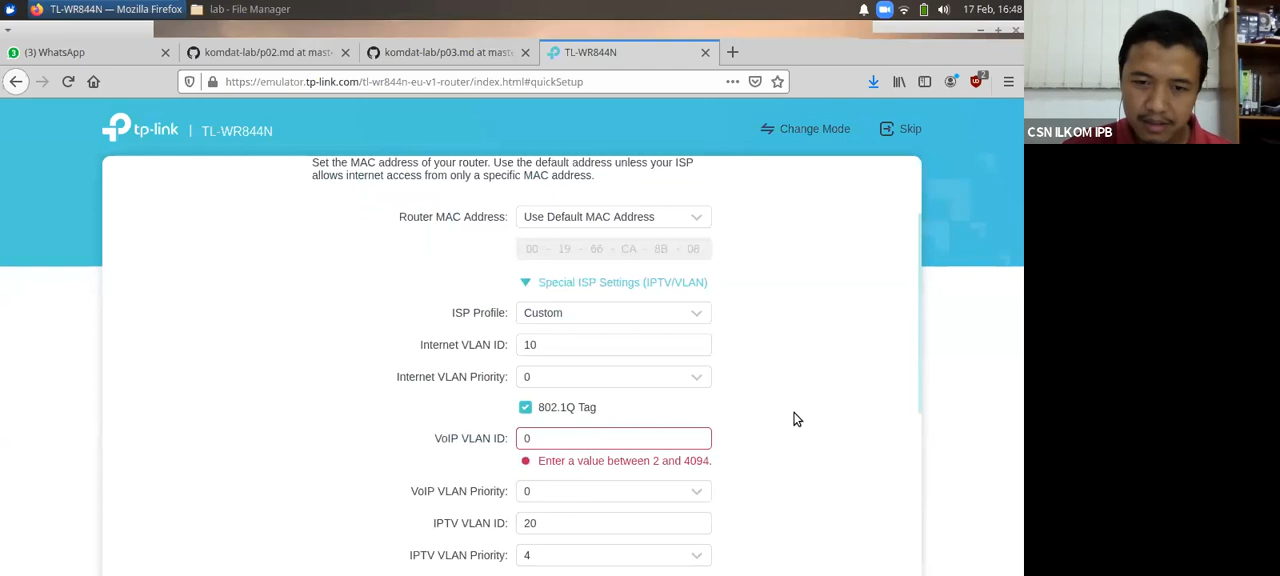 TL-WR844N — Mozilla Firefox
lab - File Manager
17 Feb, 16:48
(3) WhatsApp
komdat-lab/p02.md at mast
komdat-lab/p03.md at mast
TL-WR844N
https://emulator.tp-link.com/tl-wr844n-eu-v1-router/index.html#quickSetup
2
tp-link | TL-WR844N
Change Mode
Skip
CSN ILKOM IPB
Set the MAC address of your router. Use the default address unless your ISP
allows internet access from only a specific MAC address.
Router MAC Address: Use Default MAC Address
00 - 19 - 66 - CA - 8B - 08
Special ISP Settings (IPTV/VLAN)
ISP Profile: Custom
Internet VLAN ID: 10
Internet VLAN Priority: 0
802.1Q Tag
VoIP VLAN ID: 0
Enter a value between 2 and 4094.
VoIP VLAN Priority: 0
IPTV VLAN ID: 20
IPTV VLAN Priority: 4